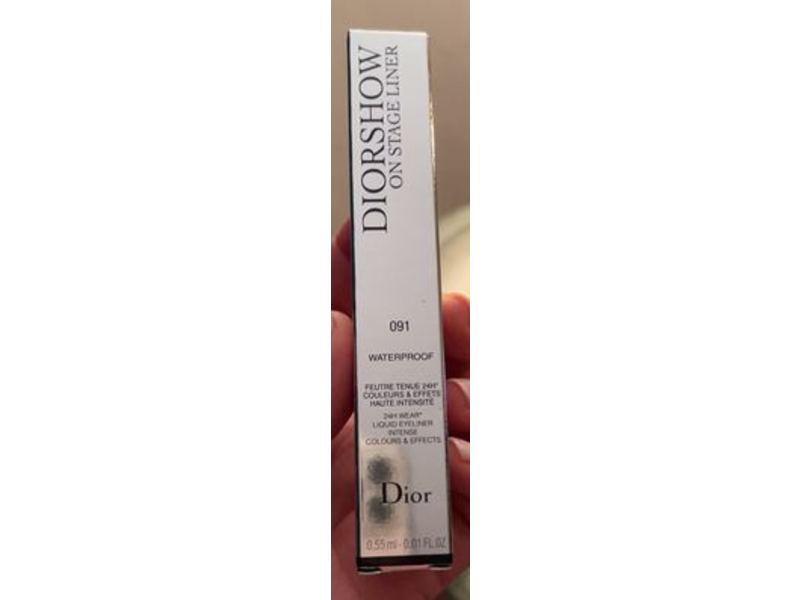 DIORSHOW
ON STAGE LINER
091
WATERPROOF
FEUTRE TENUE 24H*
COULEURS & EFFETS
HAUTE INTENSITÉ
24H WEAR*
LIQUID EYELINER
INTENSE
COLOURS & EFFECTS
Dior
0.55 ml - 0.01 FL.OZ